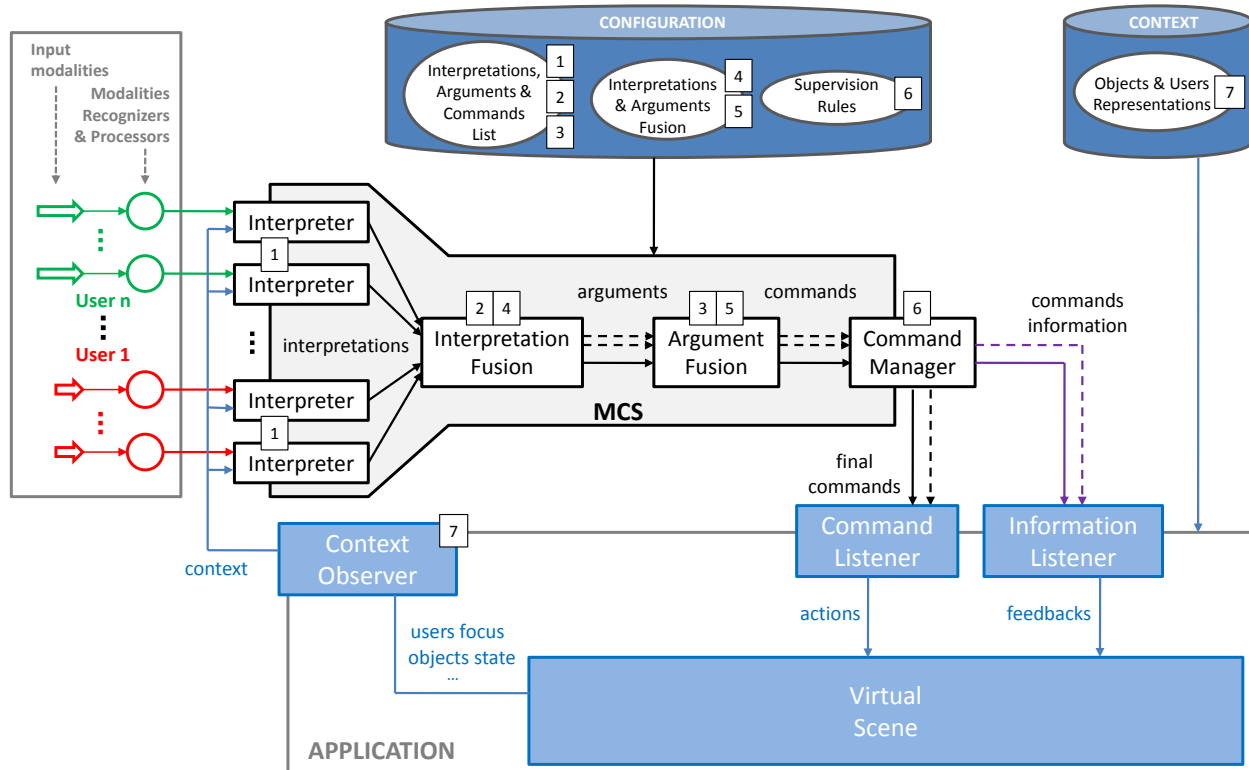 CONFIGURATION
CONTEXT
Input
modalities
Modalities
Recognizers
& Processors
Interpretations,
Arguments &
Commands
List
1
2
3
Interpretations
& Arguments
Fusion
4
5
Supervision
Rules
6
Objects & Users
Representations
7
Interpreter
1
Interpreter
User n
User 1
interpretations
Interpreter
1
Interpreter
2
4
Interpretation
Fusion
arguments
3
5
Argument
Fusion
commands
6
Command
Manager
commands
information
MCS
final
commands
context
7
Context
Observer
Command
Listener
Information
Listener
users focus
objects state
...
actions
feedbacks
Virtual
Scene
APPLICATION